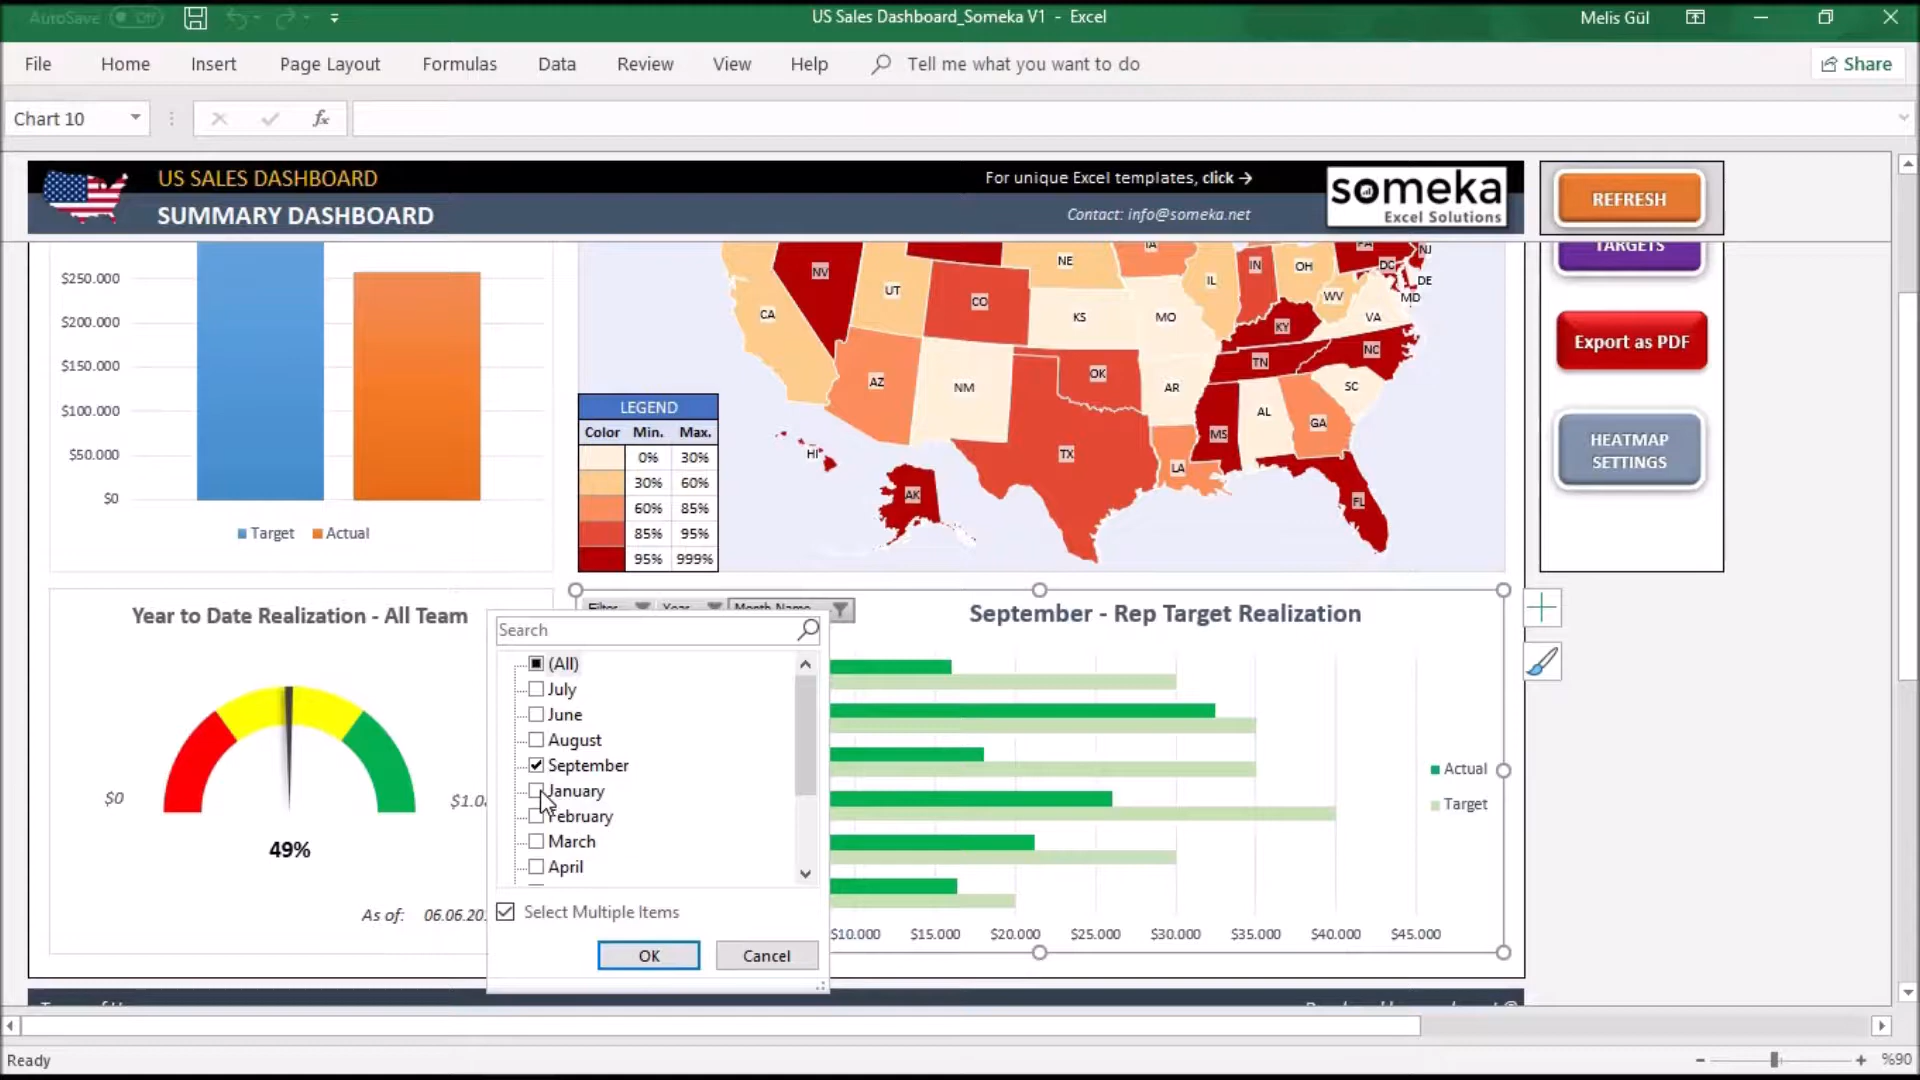 AutoSave Off
US Sales Dashboard_Someka V1 - Excel
Melis Gül
File Home Insert Page Layout Formulas Data Review View Help Tell me what you want to do
Share
Chart 10
fx
US SALES DASHBOARD
SUMMARY DASHBOARD
For unique Excel templates, click →
Contact: info@someka.net
someka
Excel Solutions
REFRESH
TARGETS
Export as PDF
HEATMAP
SETTINGS
$250.000
$200.000
$150.000
$100.000
$50.000
$0
Target Actual
IA PA NJ
NV NE IN OH DC DE
UT CO IL WV MD
CA KS MO KY VA
TN NC
AZ NM OK AR SC
AL GA
MS
HI TX LA
AK FL
LEGEND
Color Min. Max.
0% 30%
30% 60%
60% 85%
85% 95%
95% 999%
Year to Date Realization - All Team
$0
49%
As of: 06.06.20
Filter Year Month Name
September - Rep Target Realization
Search
(All)
July
June
August
September
January
February
March
April
Select Multiple Items
OK Cancel
Actual
Target
$10.000 $15.000 $20.000 $25.000 $30.000 $35.000 $40.000 $45.000
Ready
%90